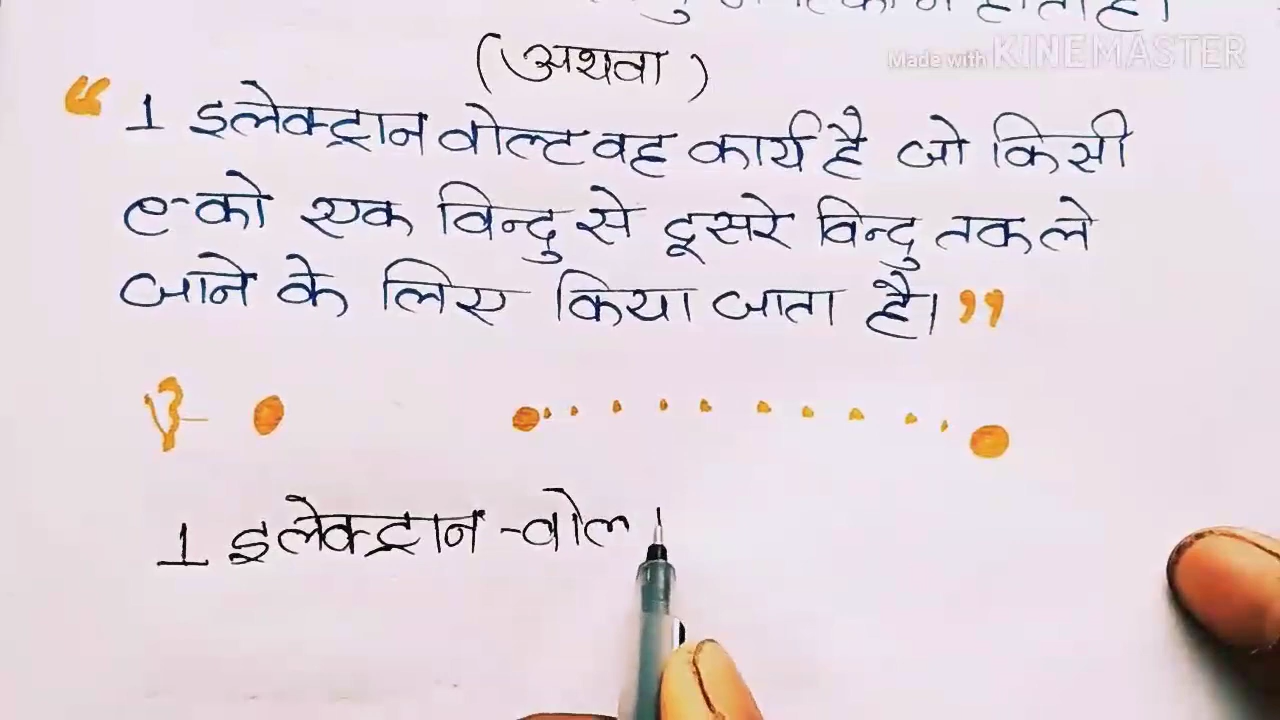 होता है।
Made with KINEMASTER
(अथवा)
“ 1 इलेक्ट्रान वोल्ट वह कार्य है जो किसी
e- को एक विन्दु से दूसरे विन्दु तक ले
जाने के लिए किया जाता है। ”
1 इलेक्ट्रान -वोल